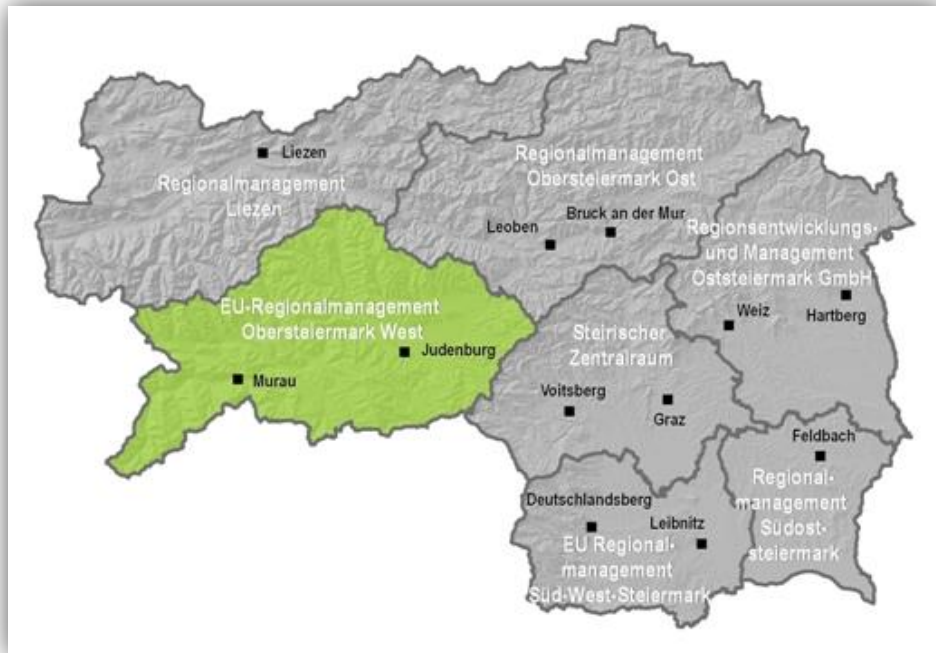 Liezen
Regionalmanagement
Liezen
Regionalmanagement
Obersteiermark Ost
Leoben
Bruck an der Mur
Regionsentwicklungs-
und Management
Oststeiermark GmbH
Weiz
Hartberg
EU-Regionalmanagement
Obersteiermark West
Judenburg
Murau
Steirischer
Zentralraum
Voitsberg
Graz
Feldbach
Regional-
management
Südost-
steiermark
Deutschlandsberg
Leibnitz
EU Regional-
management
Süd-West-Steiermark